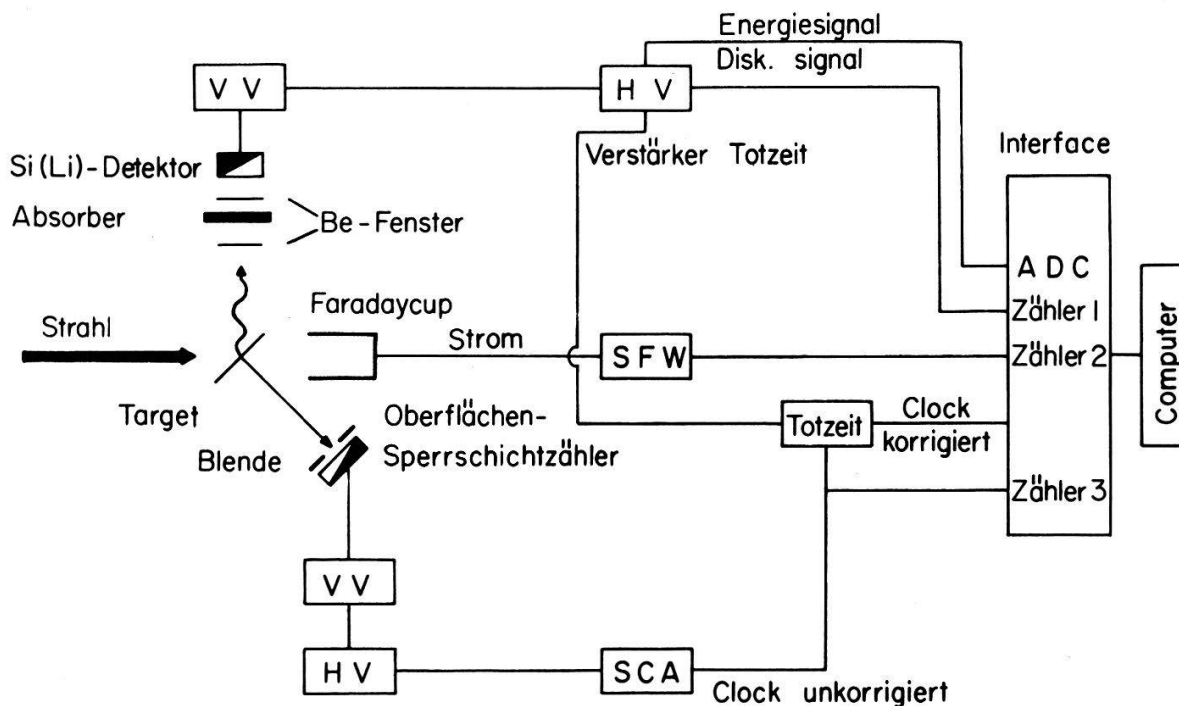 Energiesignal
Disk. signal
V V
H V
Verstärker Totzeit
Interface
Si(Li)-Detektor
Absorber
Be-Fenster
A D C
Zähler 1
Faradaycup
Strahl
Strom
S F W
Zähler 2
Computer
Target
Oberflächen-
Sperrschichtzähler
Blende
Totzeit
Clock
korrigiert
Zähler 3
V V
H V
S C A
Clock unkorrigiert